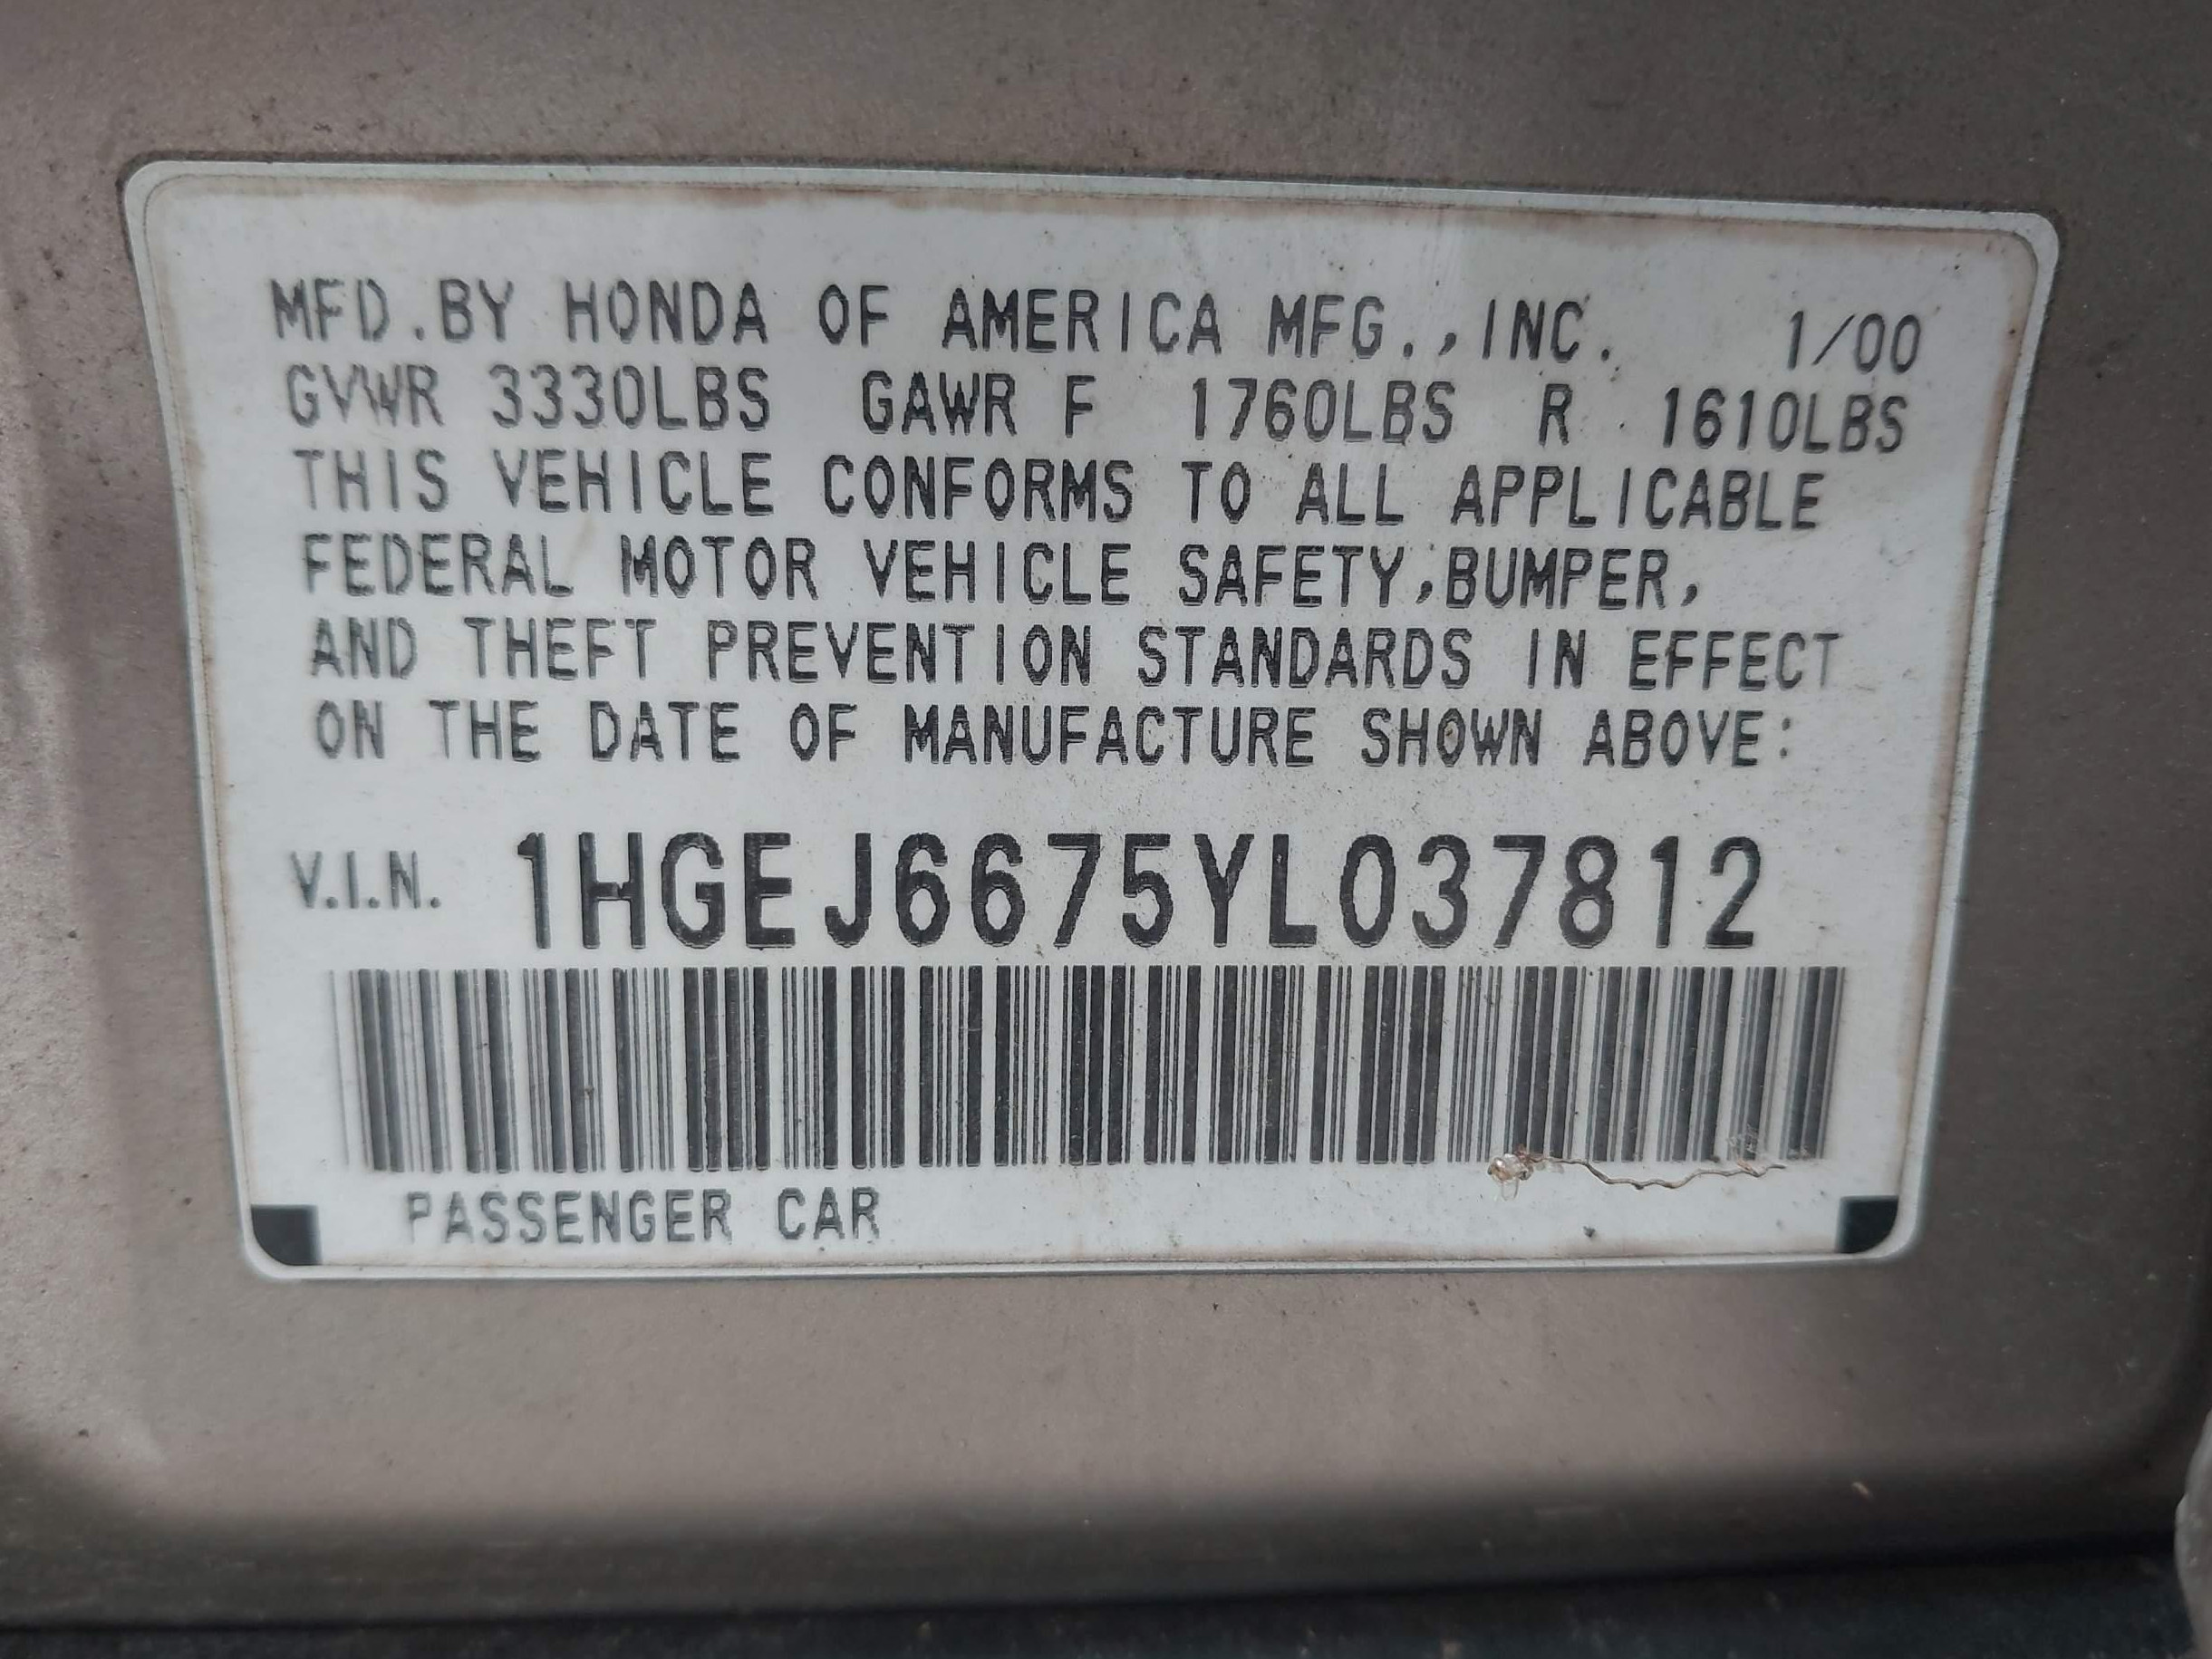 MFD.BY HONDA OF AMERICA MFG.,INC. 1/00
GVWR 3330LBS GAWR F 1760LBS R 1610LBS
THIS VEHICLE CONFORMS TO ALL APPLICABLE
FEDERAL MOTOR VEHICLE SAFETY,BUMPER,
AND THEFT PREVENTION STANDARDS IN EFFECT
ON THE DATE OF MANUFACTURE SHOWN ABOVE:
V.I.N. 1HGEJ6675YL037812
PASSENGER CAR